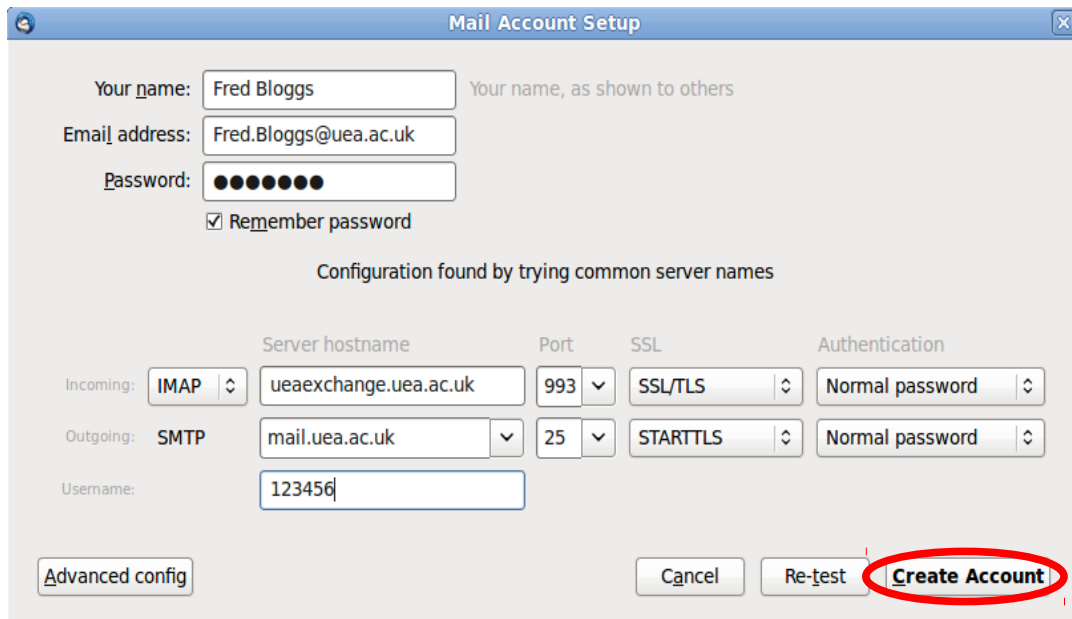 Mail Account Setup
Your name: Fred Bloggs Your name, as shown to others
Email address: Fred.Bloggs@uea.ac.uk
Password: ●●●●●●●
Remember password
Configuration found by trying common server names
Server hostname Port SSL Authentication
Incoming: IMAP ueaexchange.uea.ac.uk 993 SSL/TLS Normal password
Outgoing: SMTP mail.uea.ac.uk 25 STARTTLS Normal password
Username: 123456
Advanced config Cancel Re-test Create Account